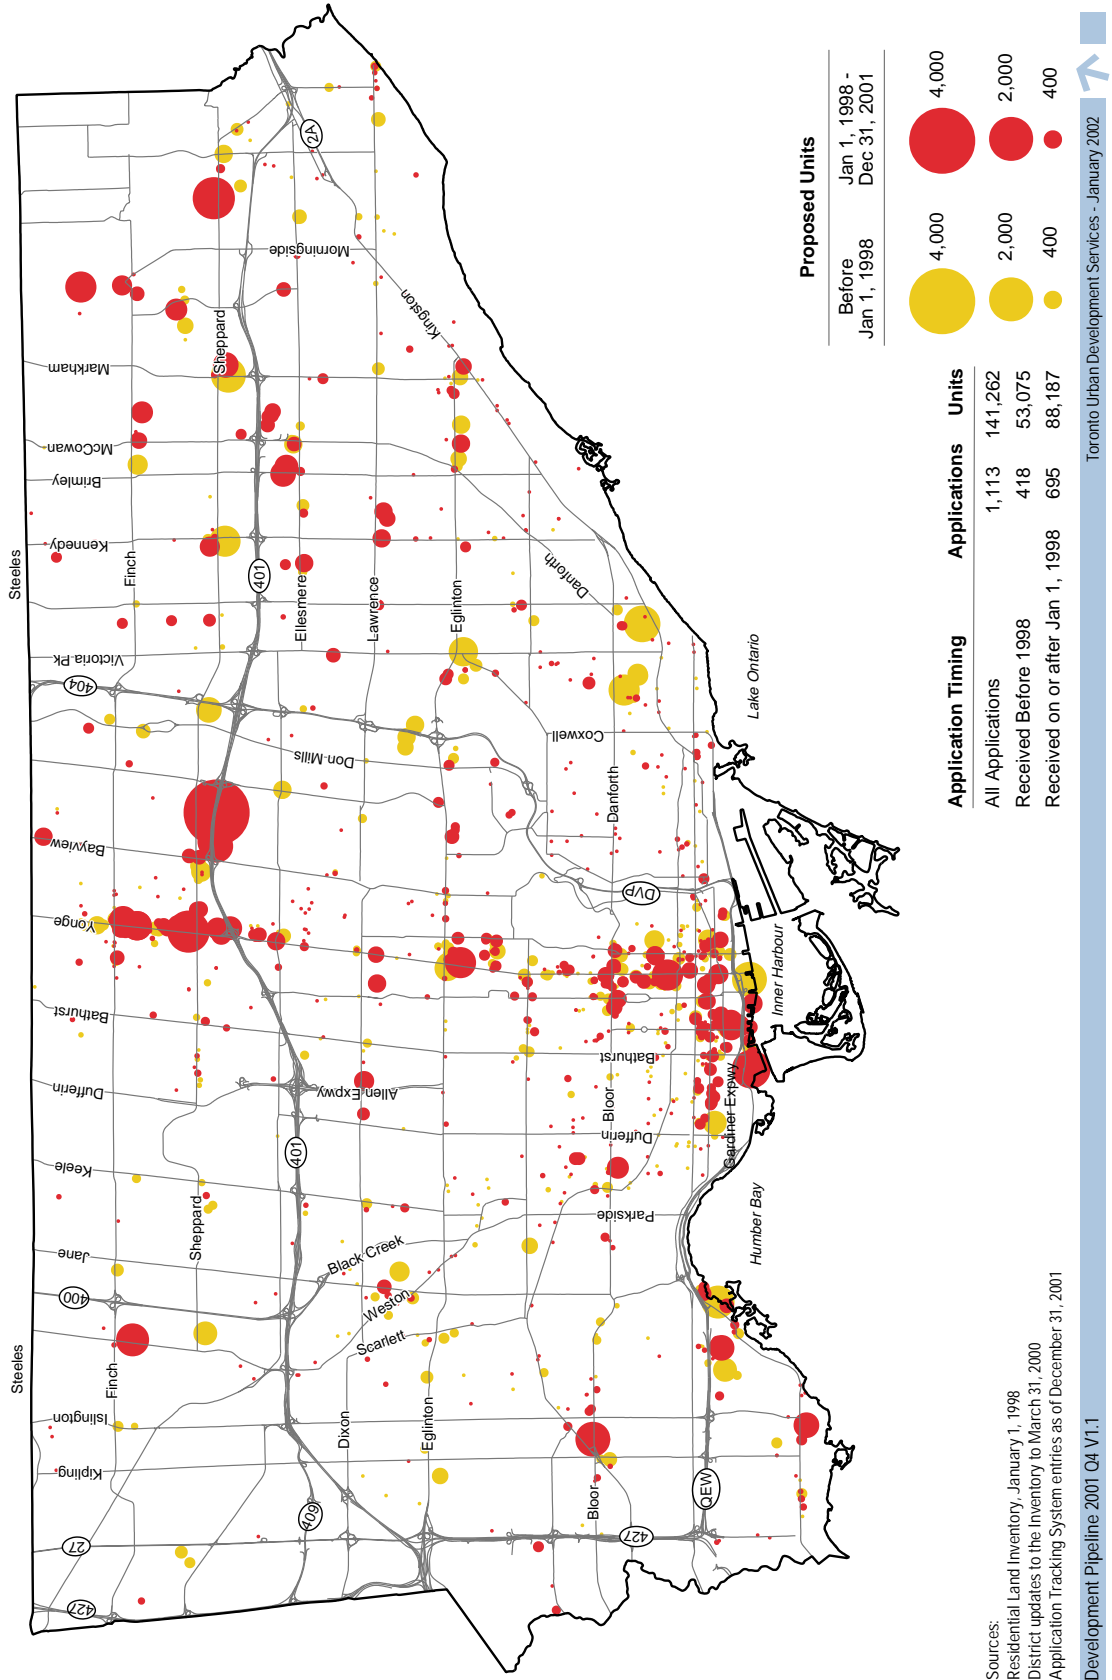 Steeles
Steeles
427
27
Kipling
Islington
400
Jane
Keele
Dufferin
Bathurst
Yonge
Bayview
404
Victoria Pk
Kennedy
Brimley
McCowan
Markham
Finch
Finch
Sheppard
Sheppard
Sheppard
Morningside
2A
401
401
409
Dixon
Scarlett
Weston
Black Creek
Allen Expwy
Don Mills
Ellesmere
Lawrence
Eglinton
Eglinton
Kingston
Danforth
Danforth
Coxwell
DVP
Bloor
Bloor
Bathurst
Dufferin
Parkside
427
QEW
Gardiner Expwy
Humber Bay
Inner Harbour
Lake Ontario
Proposed Units
Before
Jan 1, 1998
Jan 1, 1998 -
Dec 31, 2001
4,000
4,000
2,000
2,000
400
400
Application Timing Applications Units
All Applications 1,113 141,262
Received Before 1998 418 53,075
Received on or after Jan 1, 1998 695 88,187
Sources:
Residential Land Inventory, January 1, 1998
District updates to the Inventory to March 31, 2000
Application Tracking System entries as of December 31, 2001
Development Pipeline 2001 Q4 V1.1
Toronto Urban Development Services - January 2002